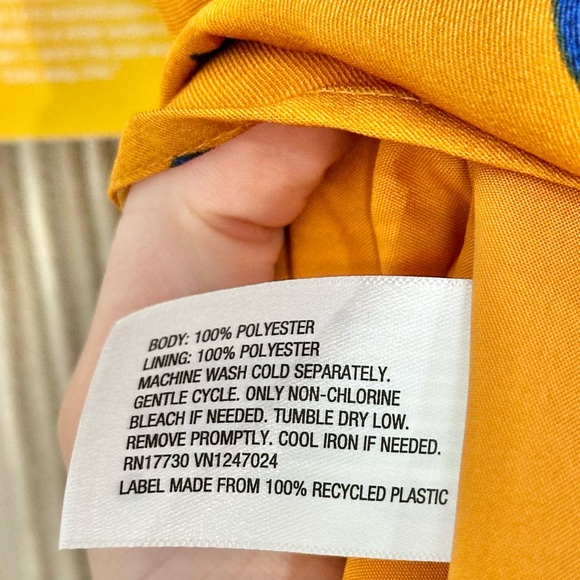 BODY: 100% POLYESTER
LINING: 100% POLYESTER
MACHINE WASH COLD SEPARATELY.
GENTLE CYCLE. ONLY NON-CHLORINE
BLEACH IF NEEDED. TUMBLE DRY LOW.
REMOVE PROMPTLY. COOL IRON IF NEEDED.
RN17730 VN1247024
LABEL MADE FROM 100% RECYCLED PLASTIC